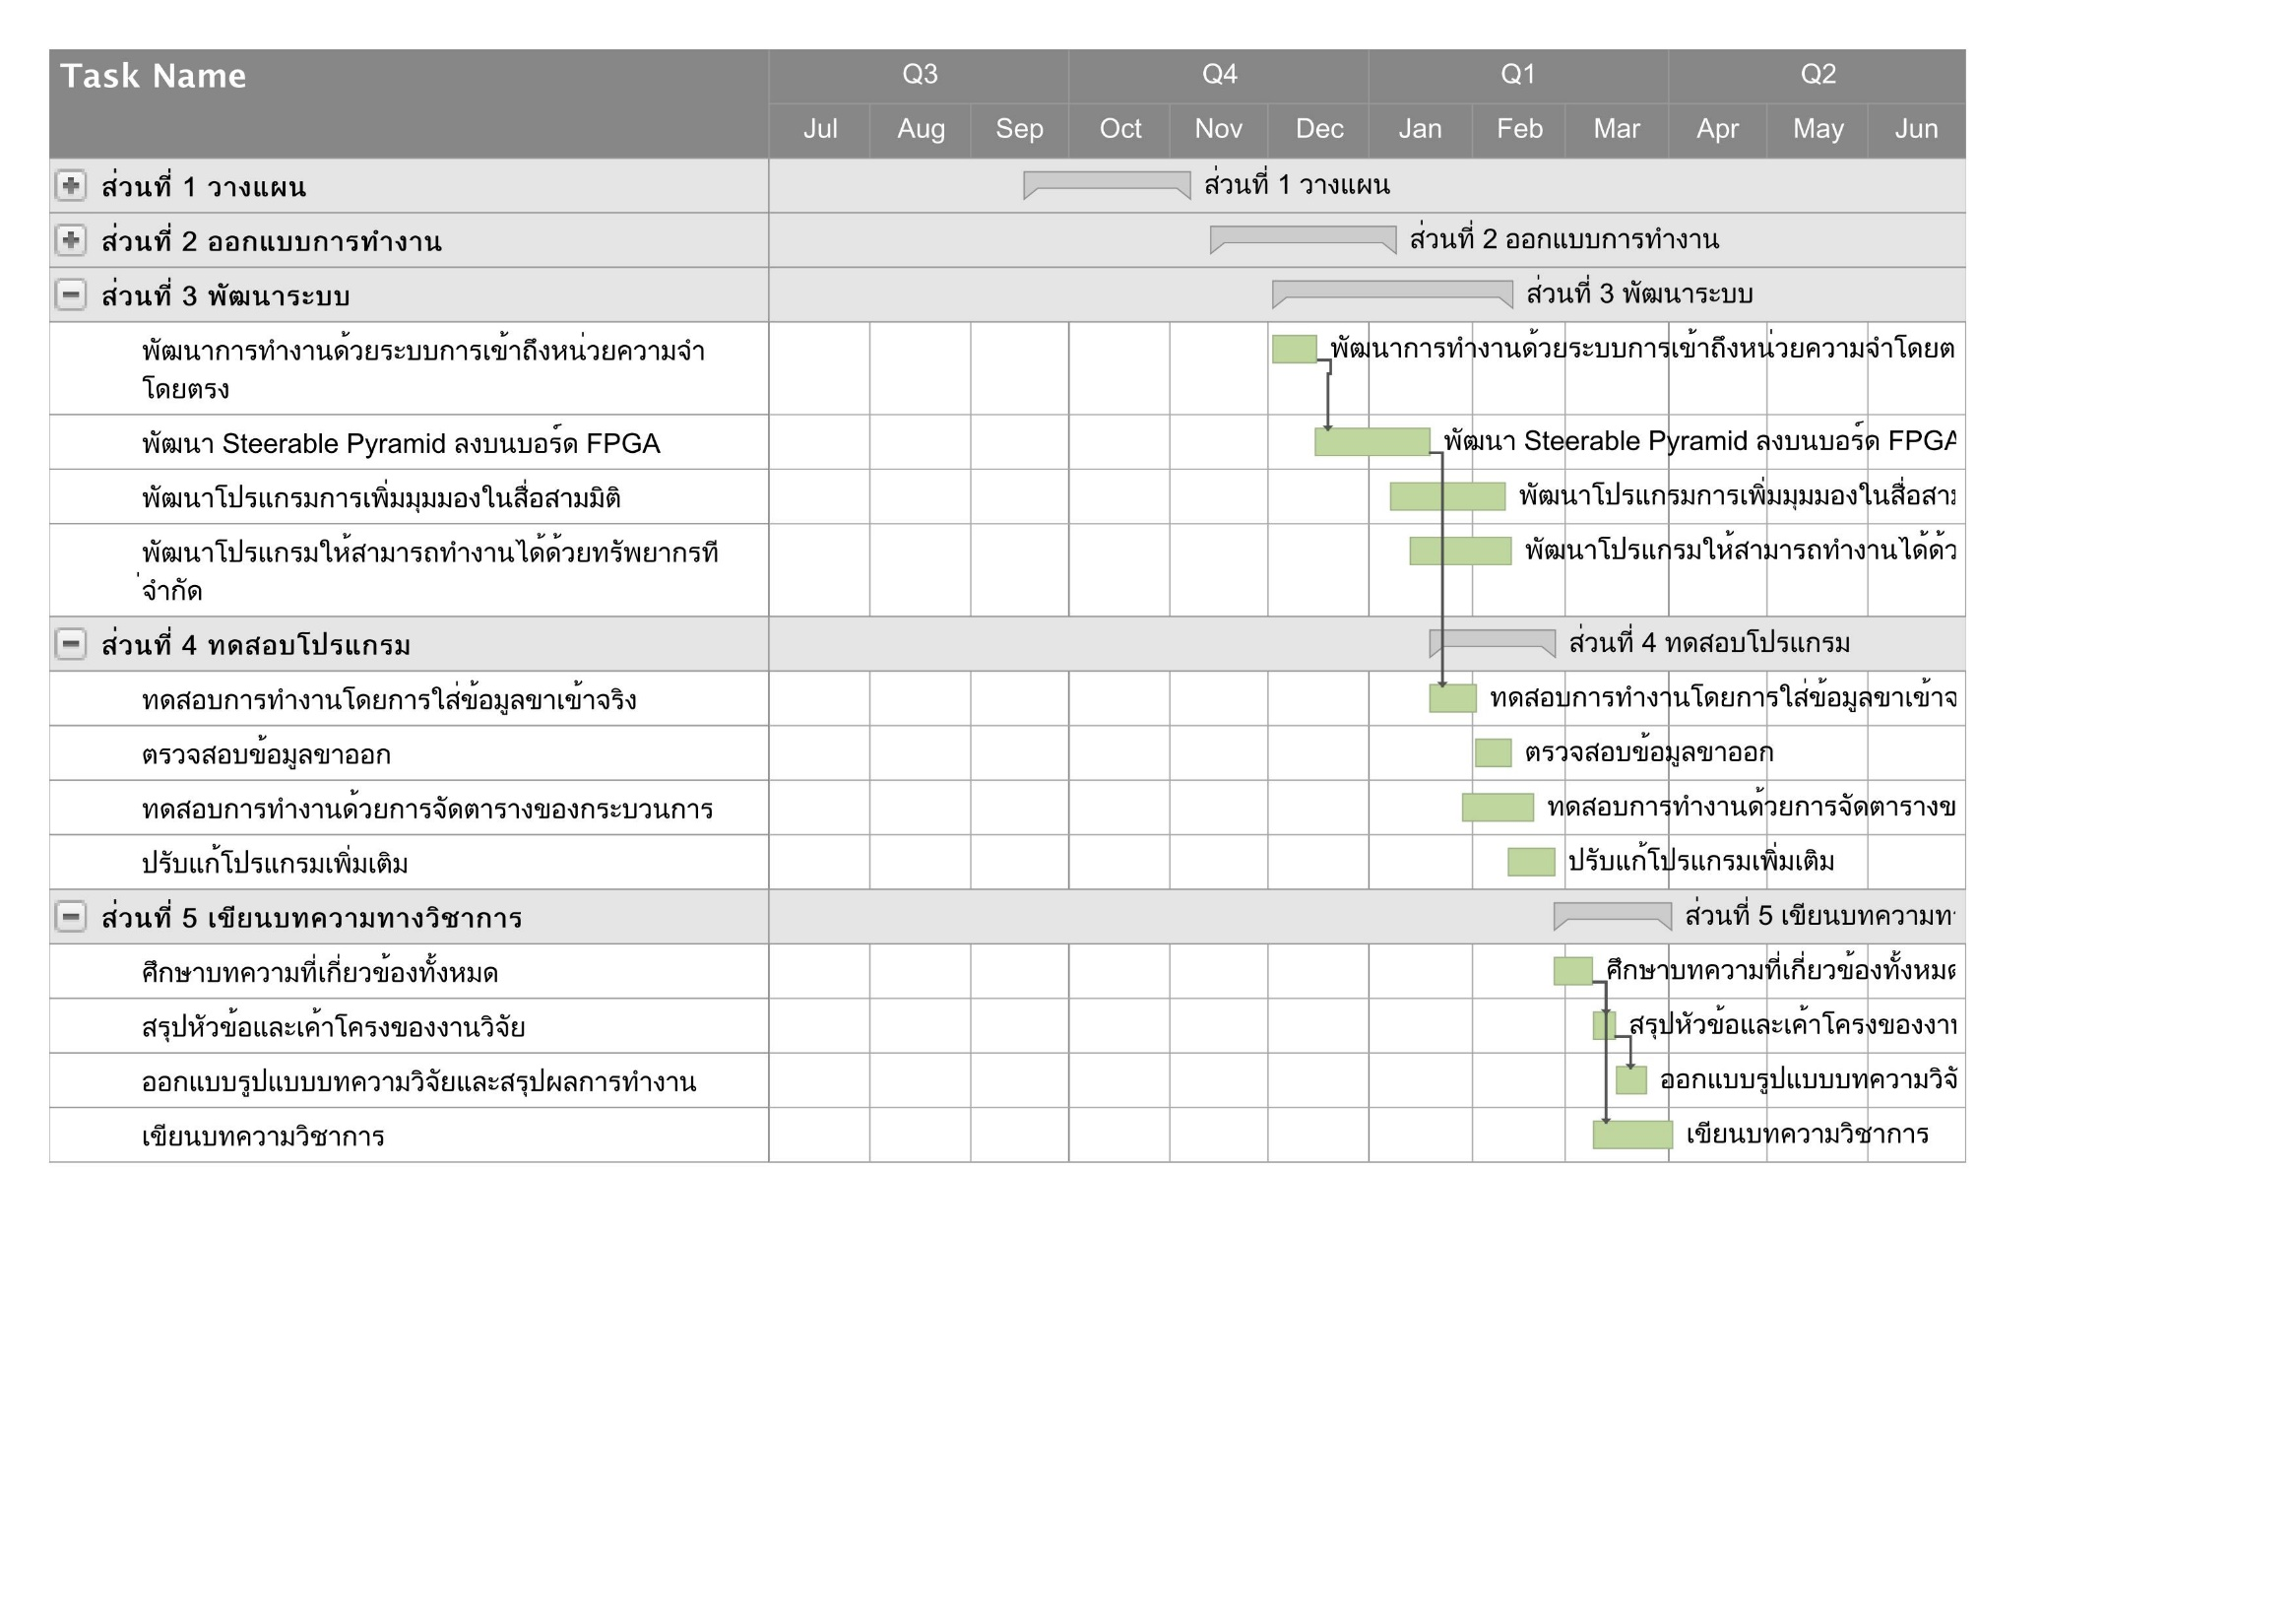 Task Name
Q3 Q4 Q1 Q2
Jul Aug Sep Oct Nov Dec Jan Feb Mar Apr May Jun
ส่วนที่ 1 วางแผน ส่วนที่ 1 วางแผน
ส่วนที่ 2 ออกแบบการทำงาน ส่วนที่ 2 ออกแบบการทำงาน
ส่วนที่ 3 พัฒนาระบบ ส่วนที่ 3 พัฒนาระบบ
พัฒนาการทำงานด้วยระบบการเข้าถึงหน่วยความจำ พัฒนาการทำงานด้วยระบบการเข้าถึงหน่วยความจำโดยต
โดยตรง
พัฒนา Steerable Pyramid ลงบนบอร์ด FPGA พัฒนา Steerable Pyramid ลงบนบอร์ด FPGA
พัฒนาโปรแกรมการเพิ่มมุมมองในสื่อสามมิติ พัฒนาโปรแกรมการเพิ่มมุมมองในสื่อสาม
พัฒนาโปรแกรมให้สามารถทำงานได้ด้วยทรัพยากรที พัฒนาโปรแกรมให้สามารถทำงานได้ด้ว
่จำกัด
ส่วนที่ 4 ทดสอบโปรแกรม ส่วนที่ 4 ทดสอบโปรแกรม
ทดสอบการทำงานโดยการใส่ข้อมูลขาเข้าจริง ทดสอบการทำงานโดยการใส่ข้อมูลขาเข้าจ
ตรวจสอบข้อมูลขาออก ตรวจสอบข้อมูลขาออก
ทดสอบการทำงานด้วยการจัดตารางของกระบวนการ ทดสอบการทำงานด้วยการจัดตารางข
ปรับแก้โปรแกรมเพิ่มเติม ปรับแก้โปรแกรมเพิ่มเติม
ส่วนที่ 5 เขียนบทความทางวิชาการ ส่วนที่ 5 เขียนบทความท
ศึกษาบทความที่เกี่ยวข้องทั้งหมด ศึกษาบทความที่เกี่ยวข้องทั้งหมด
สรุปหัวข้อและเค้าโครงของงานวิจัย สรุปหัวข้อและเค้าโครงของงาน
ออกแบบรูปแบบบทความวิจัยและสรุปผลการทำงาน ออกแบบรูปแบบบทความวิจั
เขียนบทความวิชาการ เขียนบทความวิชาการ